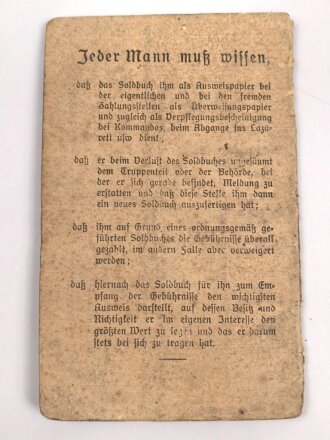 Jeder Mann muß wissen,
daß das Soldbuch ihm als Ausweispapier bei
der eigentlichen und bei den fremden
Zahlungsstellen als Überweisungspapier
und zugleich als Verpflegungsbescheinigung
bei Kommandos, beim Abgange ins Laza-
rett usw dient;
daß er beim Verlust des Soldbuches ungesäumt
dem Truppenteil oder der Behörde, bei
der er sich gerade befindet, Meldung zu
erstatten und daß diese Stelle ihm dann
ein neues Soldbuch auszufertigen hat;
daß ihm auf Grund eines ordnungsgemäß ge-
führten Soldbuches die Gebührnisse überall,
gezahlt, im andern Falle aber verweigert
werden;
daß hiernach das Soldbuch für ihn zum Em-
pfang der Gebührnisse den wichtigsten
Ausweis darstellt, auf dessen Besitz und
Richtigkeit er im eigenen Interesse den
größten Wert zu legen und das er darum
stets bei sich zu tragen hat.